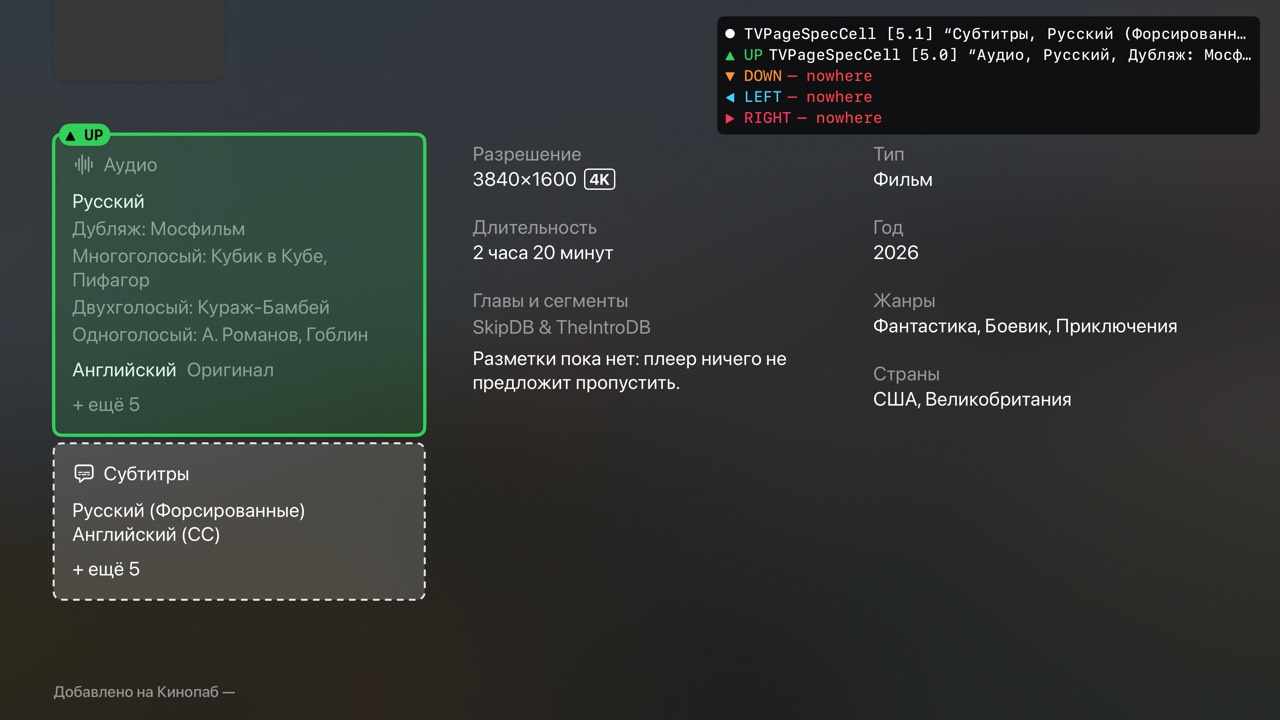 ● TVPageSpecCell [5.1] “Субтитры, Русский (Форсированн…
▲ UP TVPageSpecCell [5.0] “Аудио, Русский, Дубляж: Мосф…
▼ DOWN — nowhere
◀ LEFT — nowhere
▶ RIGHT — nowhere
▲ UP
Аудио
Русский
Дубляж: Мосфильм
Многоголосый: Кубик в Кубе,
Пифагор
Двухголосый: Кураж-Бамбей
Одноголосый: А. Романов, Гоблин
Английский Оригинал
+ ещё 5
Субтитры
Русский (Форсированные)
Английский (СС)
+ ещё 5
Разрешение
3840×1600 4K
Длительность
2 часа 20 минут
Главы и сегменты
SkipDB & TheIntroDB
Разметки пока нет: плеер ничего не
предложит пропустить.
Тип
Фильм
Год
2026
Жанры
Фантастика, Боевик, Приключения
Страны
США, Великобритания
Добавлено на Кинопаб —